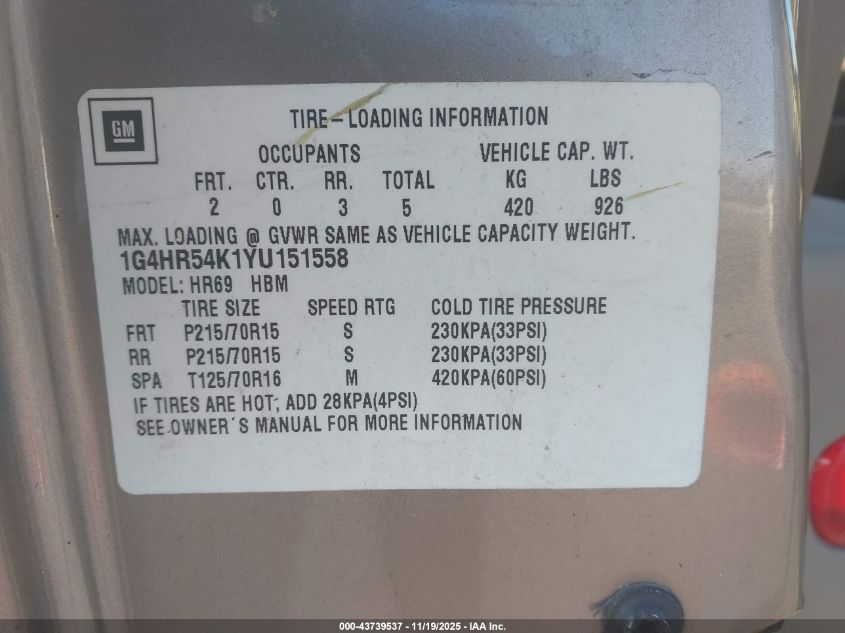 GM
TIRE-LOADING INFORMATION
OCCUPANTS VEHICLE CAP. WT.
FRT. CTR. RR. TOTAL KG LBS
2 0 3 5 420 926
MAX. LOADING @ GVWR SAME AS VEHICLE CAPACITY WEIGHT.
1G4HR54K1YU151558
MODEL: HR69 HBM
TIRE SIZE SPEED RTG COLD TIRE PRESSURE
FRT P215/70R15 S 230KPA(33PSI)
RR P215/70R15 S 230KPA(33PSI)
SPA T125/70R16 M 420KPA(60PSI)
IF TIRES ARE HOT, ADD 28KPA(4PSI)
SEE OWNER´S MANUAL FOR MORE INFORMATION
000-43739537 - 11/19/2025 - IAA Inc.